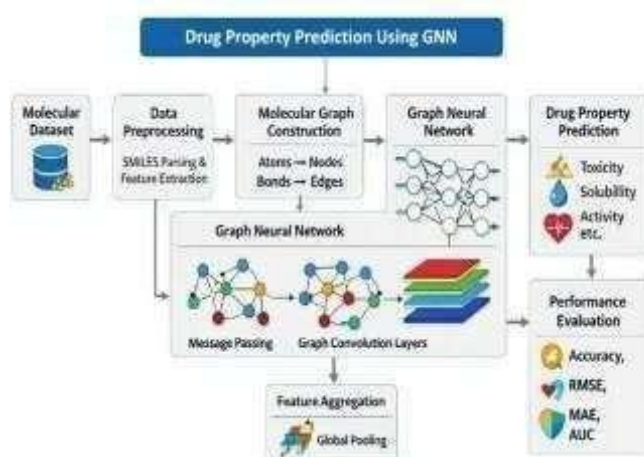 Drug Property Prediction Using GNN
Molecular
Dataset
Data
Preprocessing
SMILES Parsing &
Feature Extraction
Molecular Graph
Construction
Atoms → Nodes
Bonds → Edges
Graph Neural
Network
Drug Property
Prediction
Toxicity
Solubility
Activity
etc.
Graph Neural Network
Message Passing
Graph Convolution Layers
Performance
Evaluation
Accuracy,
RMSE,
MAE,
AUC
Feature Aggregation
Global Pooling